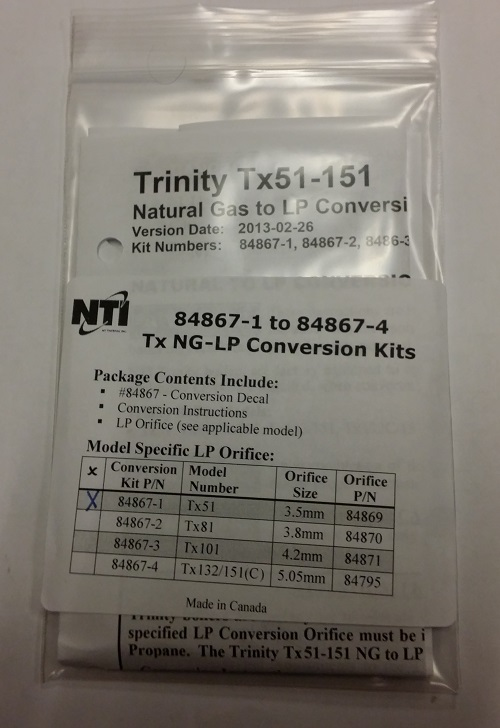 Trinity Tx51-151
Natural Gas to LP Conversi
Version Date: 2013-02-26
Kit Numbers: 84867-1, 84867-2, 8486-3
NATURAL TO LP CONVERSIO
NTI
84867-1 to 84867-4
Tx NG-LP Conversion Kits
Package Contents Include:
▪ #84867 - Conversion Decal
▪ Conversion Instructions
▪ LP Orifice (see applicable model)
Model Specific LP Orifice:
x Conversion Kit P/N Model Number Orifice Size Orifice P/N
X 84867-1 Tx51 3.5mm 84869
84867-2 Tx81 3.8mm 84870
84867-3 Tx101 4.2mm 84871
84867-4 Tx132/151(C) 5.05mm 84795
Made in Canada
specified LP Conversion Orifice must be i
Propane. The Trinity Tx51-151 NG to LP